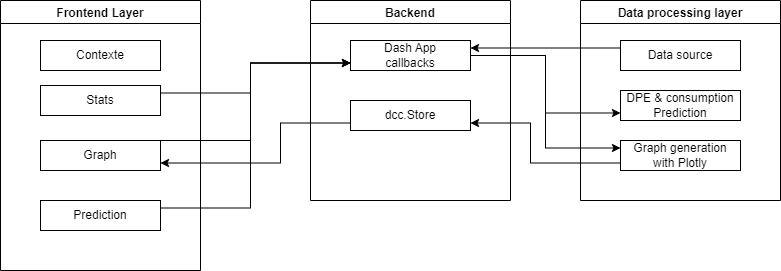 Frontend Layer
Contexte
Stats
Graph
Prediction
Backend
Dash App
callbacks
dcc.Store
Data processing layer
Data source
DPE & consumption
Prediction
Graph generation
with Plotly